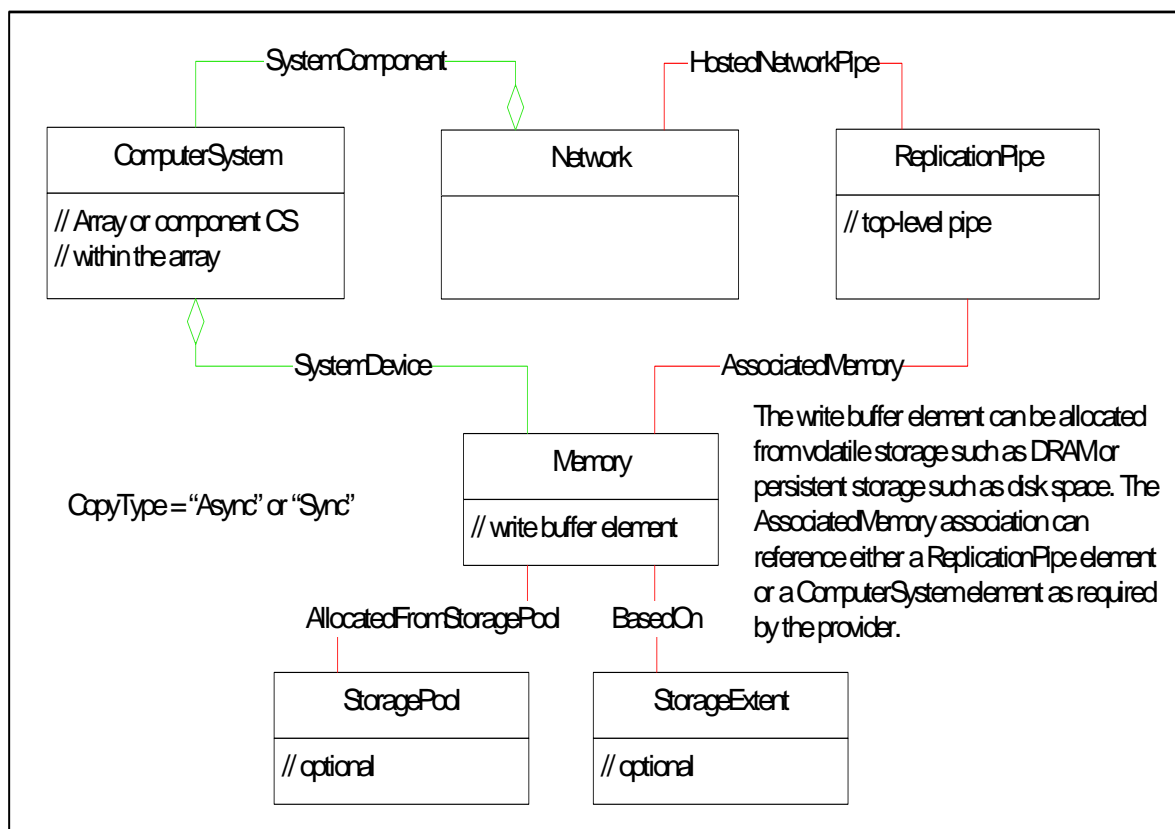 SystemComponent
HostedNetworkPipe
ComputerSystem
// Array or component CS
// within the array
Network
ReplicationPipe
// top-level pipe
SystemDevice
AssociatedMemory
The write buffer element can be allocated
from volatile storage such as DRAM or
persistent storage such as disk space. The
AssociatedMemory association can
reference either a ReplicationPipe element
or a ComputerSystem element as required
by the provider.
Memory
// write buffer element
CopyType = “Async” or “Sync”
AllocatedFromStoragePool
BasedOn
StoragePool
// optional
StorageExtent
// optional